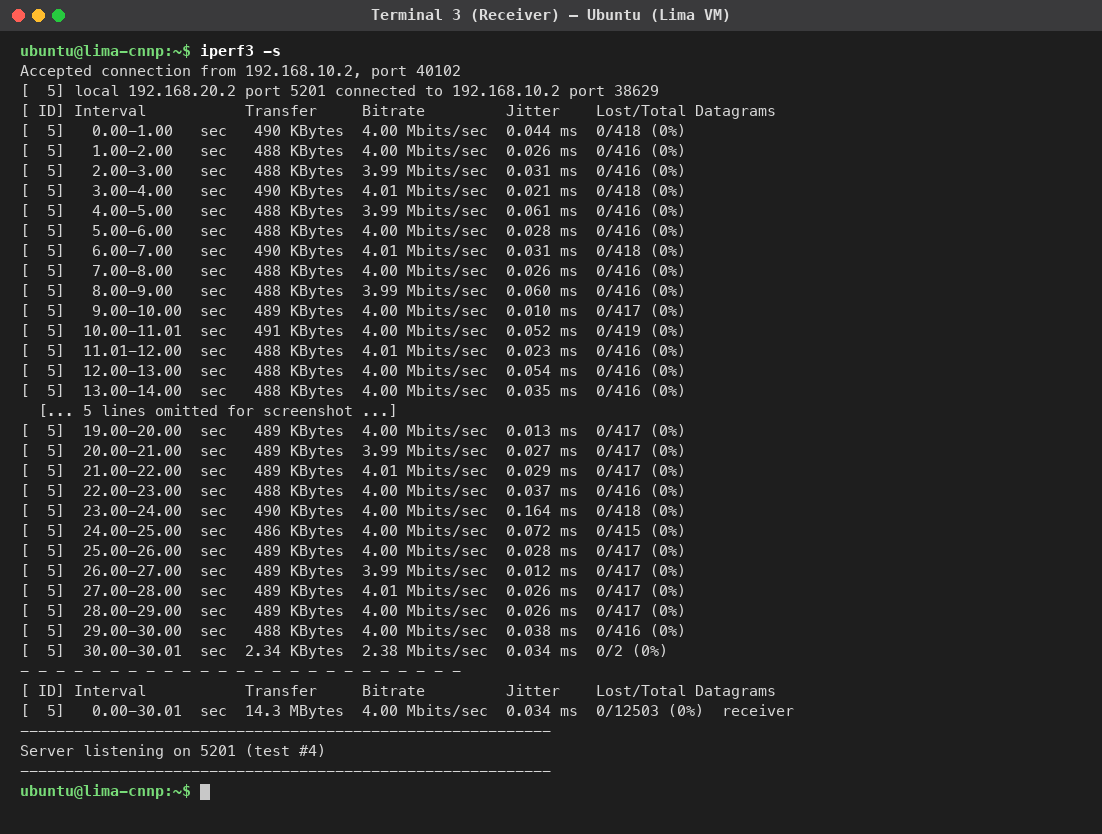 Terminal 3 (Receiver) — Ubuntu (Lima VM)
ubuntu@lima-cnnp:~$ iperf3 -s
Accepted connection from 192.168.10.2, port 40102
[  5] local 192.168.20.2 port 5201 connected to 192.168.10.2 port 38629
[ ID] Interval           Transfer     Bitrate         Jitter    Lost/Total Datagrams
[  5]   0.00-1.00   sec   490 KBytes  4.00 Mbits/sec  0.044 ms  0/418 (0%)
[  5]   1.00-2.00   sec   488 KBytes  4.00 Mbits/sec  0.026 ms  0/416 (0%)
[  5]   2.00-3.00   sec   488 KBytes  3.99 Mbits/sec  0.031 ms  0/416 (0%)
[  5]   3.00-4.00   sec   490 KBytes  4.01 Mbits/sec  0.021 ms  0/418 (0%)
[  5]   4.00-5.00   sec   488 KBytes  3.99 Mbits/sec  0.061 ms  0/416 (0%)
[  5]   5.00-6.00   sec   488 KBytes  4.00 Mbits/sec  0.028 ms  0/416 (0%)
[  5]   6.00-7.00   sec   490 KBytes  4.01 Mbits/sec  0.031 ms  0/418 (0%)
[  5]   7.00-8.00   sec   488 KBytes  4.00 Mbits/sec  0.026 ms  0/416 (0%)
[  5]   8.00-9.00   sec   488 KBytes  3.99 Mbits/sec  0.060 ms  0/416 (0%)
[  5]   9.00-10.00  sec   489 KBytes  4.00 Mbits/sec  0.010 ms  0/417 (0%)
[  5]  10.00-11.01  sec   491 KBytes  4.00 Mbits/sec  0.052 ms  0/419 (0%)
[  5]  11.01-12.00  sec   488 KBytes  4.01 Mbits/sec  0.023 ms  0/416 (0%)
[  5]  12.00-13.00  sec   488 KBytes  4.00 Mbits/sec  0.054 ms  0/416 (0%)
[  5]  13.00-14.00  sec   488 KBytes  4.00 Mbits/sec  0.035 ms  0/416 (0%)
  [... 5 lines omitted for screenshot ...]
[  5]  19.00-20.00  sec   489 KBytes  4.00 Mbits/sec  0.013 ms  0/417 (0%)
[  5]  20.00-21.00  sec   489 KBytes  3.99 Mbits/sec  0.027 ms  0/417 (0%)
[  5]  21.00-22.00  sec   489 KBytes  4.01 Mbits/sec  0.029 ms  0/417 (0%)
[  5]  22.00-23.00  sec   488 KBytes  4.00 Mbits/sec  0.037 ms  0/416 (0%)
[  5]  23.00-24.00  sec   490 KBytes  4.00 Mbits/sec  0.164 ms  0/418 (0%)
[  5]  24.00-25.00  sec   486 KBytes  4.00 Mbits/sec  0.072 ms  0/415 (0%)
[  5]  25.00-26.00  sec   489 KBytes  4.00 Mbits/sec  0.028 ms  0/417 (0%)
[  5]  26.00-27.00  sec   489 KBytes  3.99 Mbits/sec  0.012 ms  0/417 (0%)
[  5]  27.00-28.00  sec   489 KBytes  4.01 Mbits/sec  0.026 ms  0/417 (0%)
[  5]  28.00-29.00  sec   489 KBytes  4.00 Mbits/sec  0.026 ms  0/417 (0%)
[  5]  29.00-30.00  sec   488 KBytes  4.00 Mbits/sec  0.038 ms  0/416 (0%)
[  5]  30.00-30.01  sec  2.34 KBytes  2.38 Mbits/sec  0.034 ms  0/2 (0%)
- - - - - - - - - - - - - - - - - - - - - - - - -
[ ID] Interval           Transfer     Bitrate         Jitter    Lost/Total Datagrams
[  5]   0.00-30.01  sec  14.3 MBytes  4.00 Mbits/sec  0.034 ms  0/12503 (0%)  receiver
-----------------------------------------------------------
Server listening on 5201 (test #4)
-----------------------------------------------------------
ubuntu@lima-cnnp:~$